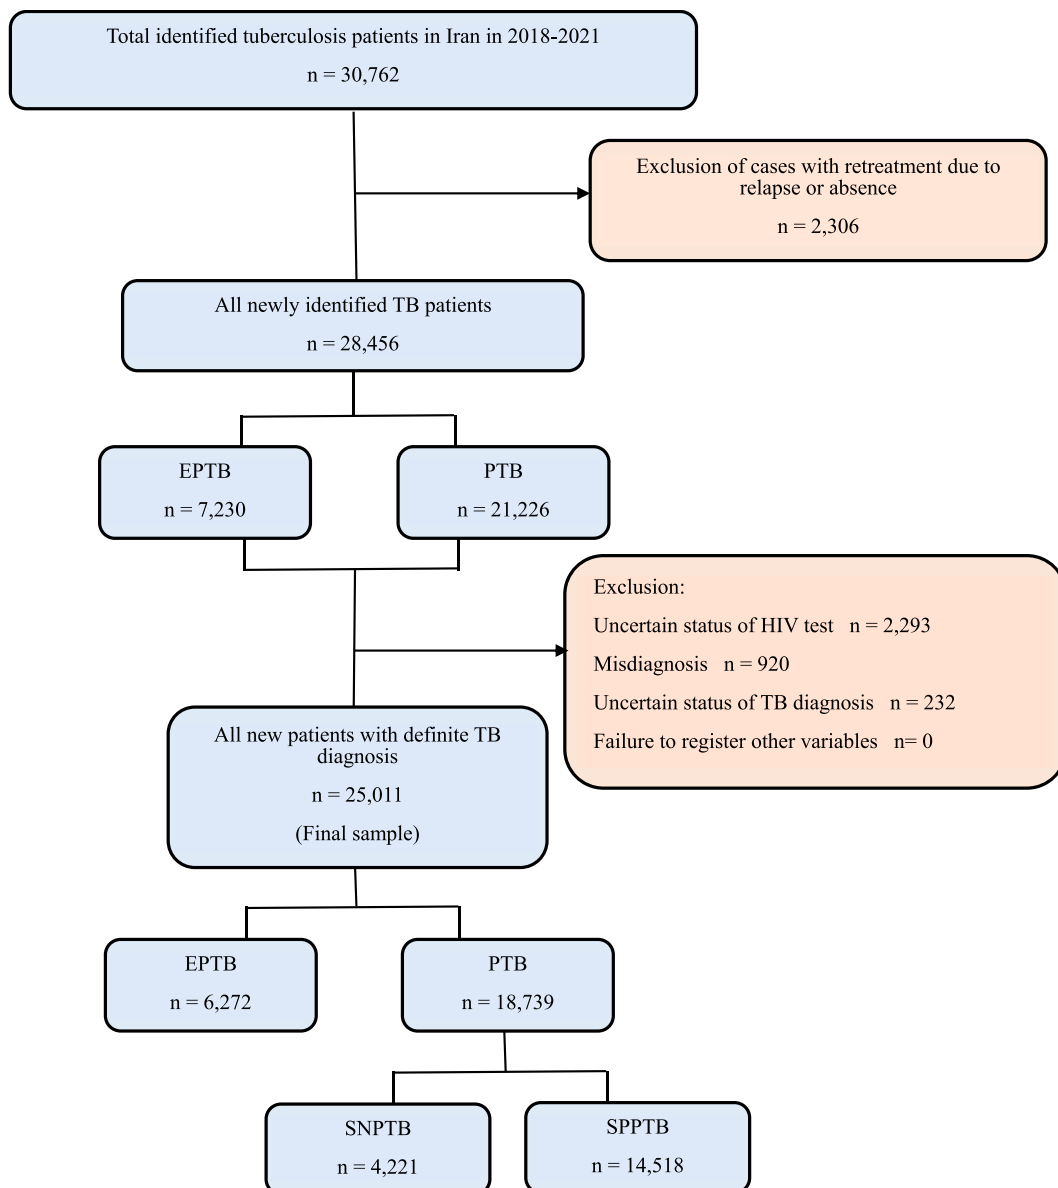 Total identified tuberculosis patients in Iran in 2018-2021
n = 30,762
Exclusion of cases with retreatment due to
relapse or absence
n = 2,306
All newly identified TB patients
n = 28,456
EPTB
n = 7,230
PTB
n = 21,226
Exclusion:
Uncertain status of HIV test   n = 2,293
Misdiagnosis   n = 920
Uncertain status of TB diagnosis   n = 232
Failure to register other variables   n= 0
All new patients with definite TB
diagnosis
n = 25,011
(Final sample)
EPTB
n = 6,272
PTB
n = 18,739
SNPTB
n = 4,221
SPPTB
n = 14,518